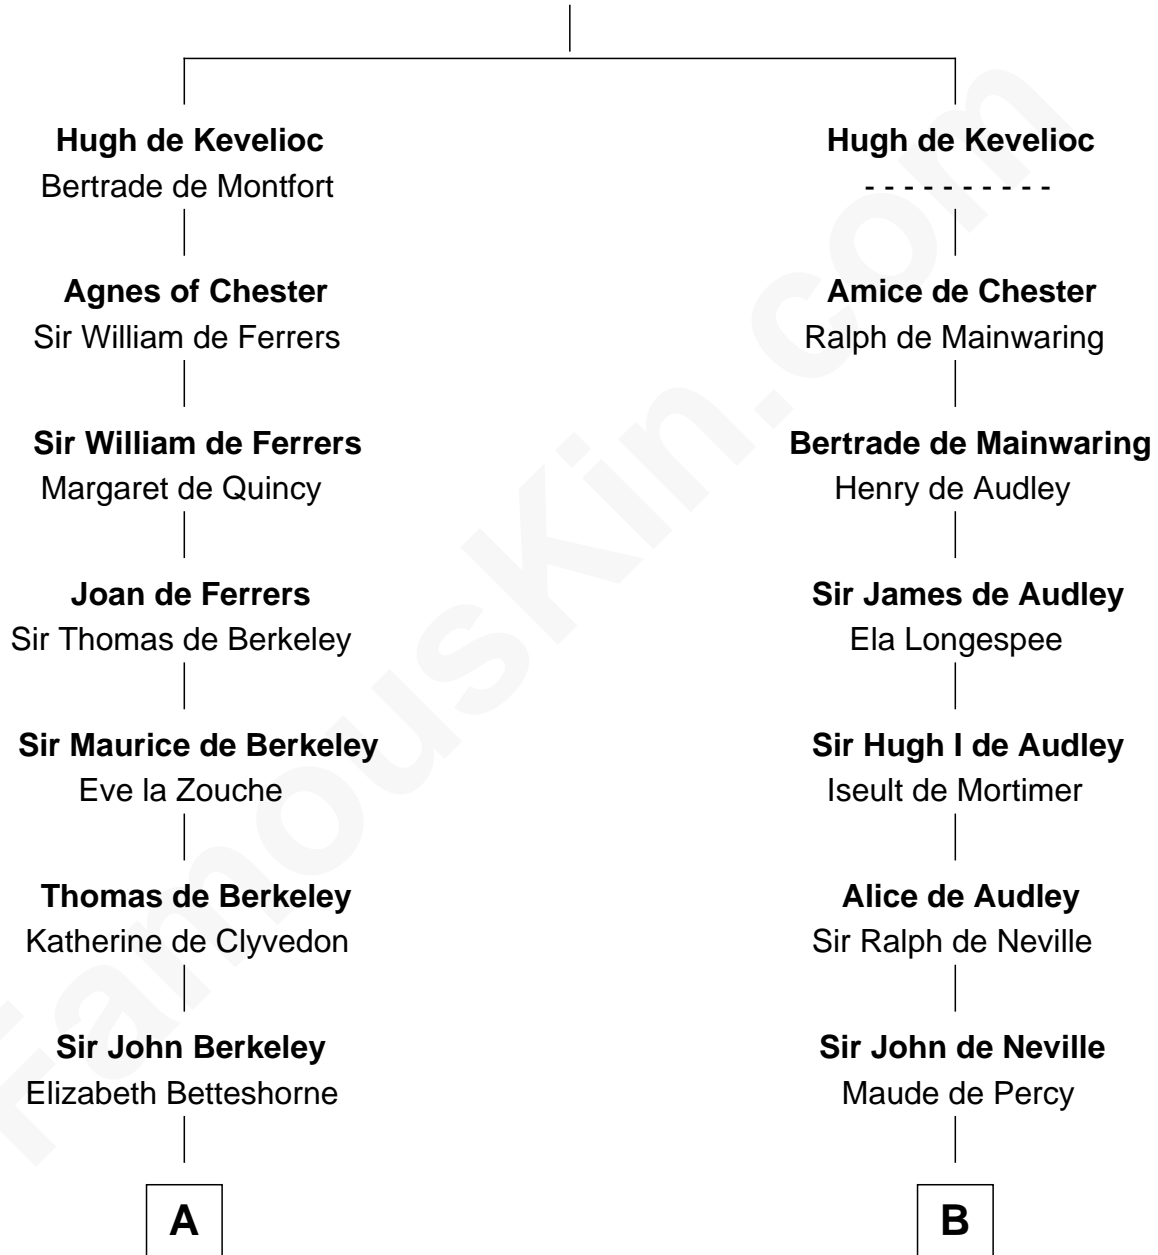 Hugh de Kevelioc
Bertrade de Montfort
Agnes of Chester
Sir William de Ferrers
Sir William de Ferrers
Margaret de Quincy
Joan de Ferrers
Sir Thomas de Berkeley
Sir Maurice de Berkeley
Eve la Zouche
Thomas de Berkeley
Katherine de Clyvedon
Sir John Berkeley
Elizabeth Betteshorne
A
Hugh de Kevelioc
- - - - - - - - - -
Amice de Chester
Ralph de Mainwaring
Bertrade de Mainwaring
Henry de Audley
Sir James de Audley
Ela Longespee
Sir Hugh I de Audley
Iseult de Mortimer
Alice de Audley
Sir Ralph de Neville
Sir John de Neville
Maude de Percy
B
FamousKin.com